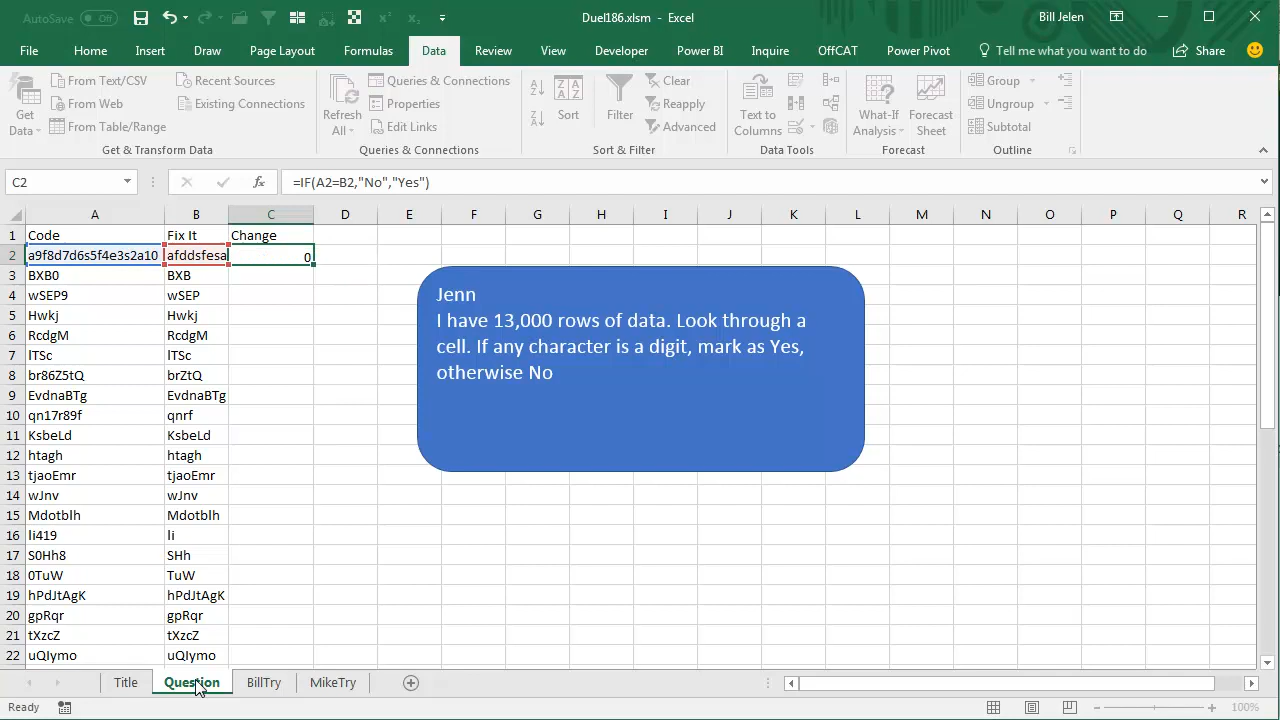 AutoSave Off Duel186.xlsm - Excel Bill Jelen
File Home Insert Draw Page Layout Formulas Data Review View Developer Power BI Inquire OffCAT Power Pivot Tell me what you want to do Share
Get Data
From Text/CSV
From Web
From Table/Range
Recent Sources
Existing Connections
Get & Transform Data
Refresh All
Queries & Connections
Properties
Edit Links
Queries & Connections
Sort
Filter
Clear
Reapply
Advanced
Sort & Filter
Text to Columns
Data Tools
What-If Analysis
Forecast Sheet
Forecast
Group
Ungroup
Subtotal
Outline
C2 fx =IF(A2=B2,"No","Yes")
A B C D E F G H I J K L M N O P Q R
1 Code Fix It Change
2 a9f8d7d6s5f4e3s2a10 afddsfesa 0
3 BXB0 BXB
4 wSEP9 wSEP
5 Hwkj Hwkj
6 RcdgM RcdgM
7 lTSc lTSc
8 br86Z5tQ brZtQ
9 EvdnaBTg EvdnaBTg
10 qn17r89f qnrf
11 KsbeLd KsbeLd
12 htagh htagh
13 tjaoEmr tjaoEmr
14 wJnv wJnv
15 Mdotblh Mdotblh
16 li419 li
17 S0Hh8 SHh
18 0TuW TuW
19 hPdJtAgK hPdJtAgK
20 gpRqr gpRqr
21 tXzcZ tXzcZ
22 uQIymo uQIymo
Jenn
I have 13,000 rows of data. Look through a
cell. If any character is a digit, mark as Yes,
otherwise No
Title Question BillTry MikeTry
Ready 100%